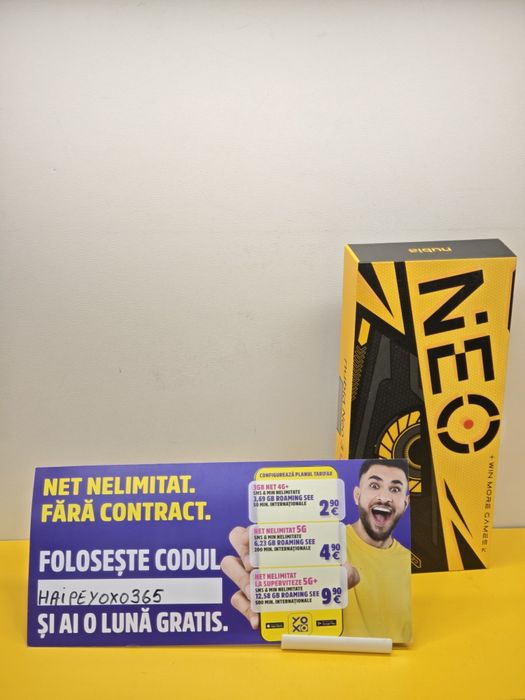 nubia
NEO
nubia Neo
WIN MORE GAMES
NET NELIMITAT.
FĂRĂ CONTRACT.
FOLOSEȘTE CODUL
HAIPEYOXO365
ȘI AI O LUNĂ GRATIS.
CONFIGUREAZĂ PLANUL TARIFAR
3GB NET 4G+
SMS & MIN NELIMITATE
3,69 GB ROAMING SEE
50 MIN. INTERNAȚIONALE
2,90 €
NET NELIMITAT 5G
SMS & MIN NELIMITATE
6,23 GB ROAMING SEE
200 MIN. INTERNAȚIONALE
4,90 €
NET NELIMITAT
LA SUPERVITEZE 5G+
SMS & MIN NELIMITATE
12,58 GB ROAMING SEE
500 MIN. INTERNAȚIONALE
9,90 €
YOXO